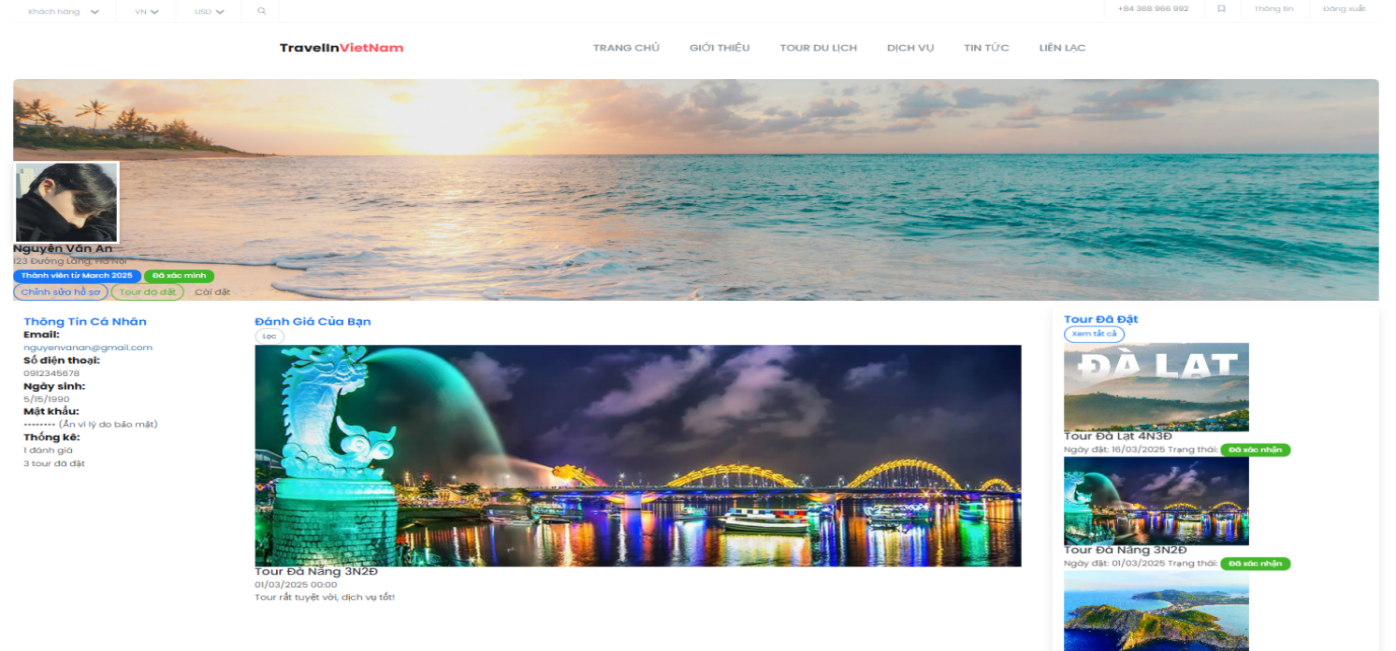 Khách hàng VN USD +84 368 966 992 Thông tin Đăng xuất
TravelInVietNam TRANG CHỦ GIỚI THIỆU TOUR DU LỊCH DỊCH VỤ TIN TỨC LIÊN LẠC
Nguyễn Văn An
123 Đường Láng, Hà Nội
Thành viên từ March 2025 Đã xác minh
Chỉnh sửa hồ sơ Tour đã đặt Cài đặt
Thông Tin Cá Nhân
Email:
nguyenvanan@gmail.com
Số điện thoại:
0912345678
Ngày sinh:
5/15/1990
Mật khẩu:
•••••••• (Ẩn vì lý do bảo mật)
Thống kê:
1 đánh giá
3 tour đã đặt
Đánh Giá Của Bạn
Lọc
Tour Đà Nẵng 3N2Đ
01/03/2025 00:00
Tour rất tuyệt vời, dịch vụ tốt!
Tour Đã Đặt
Xem tất cả
ĐÀ LẠT
Tour Đà Lạt 4N3Đ
Ngày đặt: 16/03/2025 Trạng thái: Đã xác nhận
Tour Đà Nẵng 3N2Đ
Ngày đặt: 01/03/2025 Trạng thái: Đã xác nhận